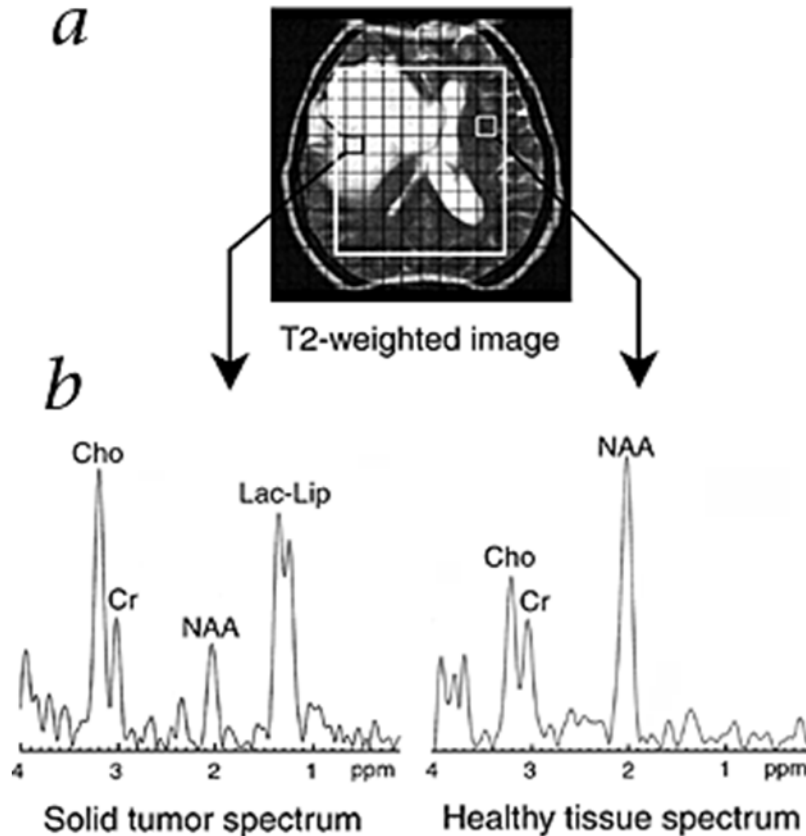 a
T2-weighted image
b
Cho
Cr
NAA
Lac-Lip
4 3 2 1 ppm
Solid tumor spectrum
NAA
Cho
Cr
4 3 2 1 ppm
Healthy tissue spectrum